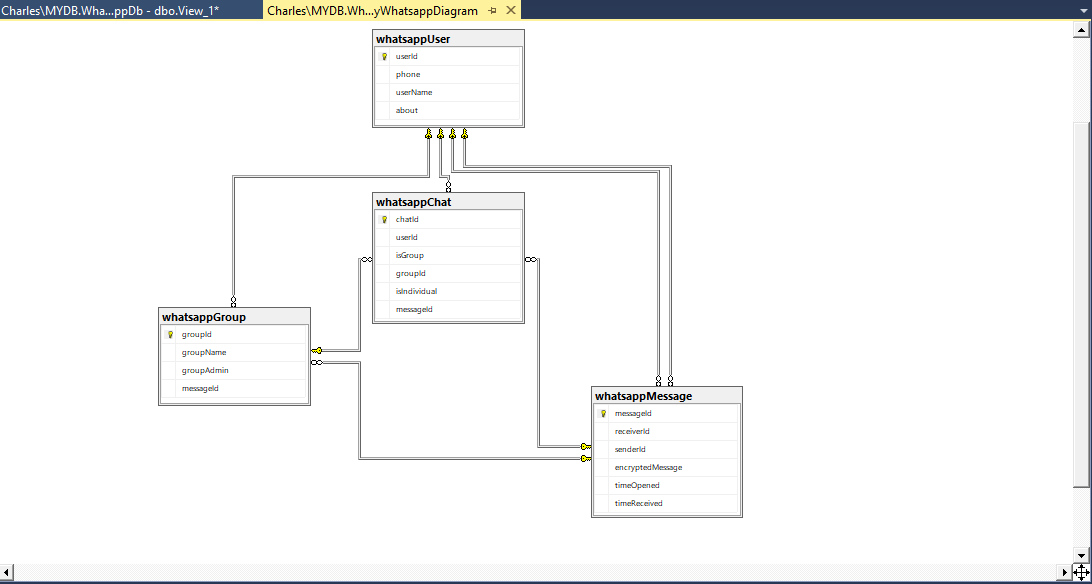 Charles\MYDB.Wha...ppDb - dbo.View_1*
Charles\MYDB.Wh...yWhatsappDiagram
whatsappUser
userId
phone
userName
about
whatsappChat
chatId
userId
isGroup
groupId
isIndividual
messageId
whatsappGroup
groupId
groupName
groupAdmin
messageId
whatsappMessage
messageId
receiverId
senderId
encryptedMessage
timeOpened
timeReceived